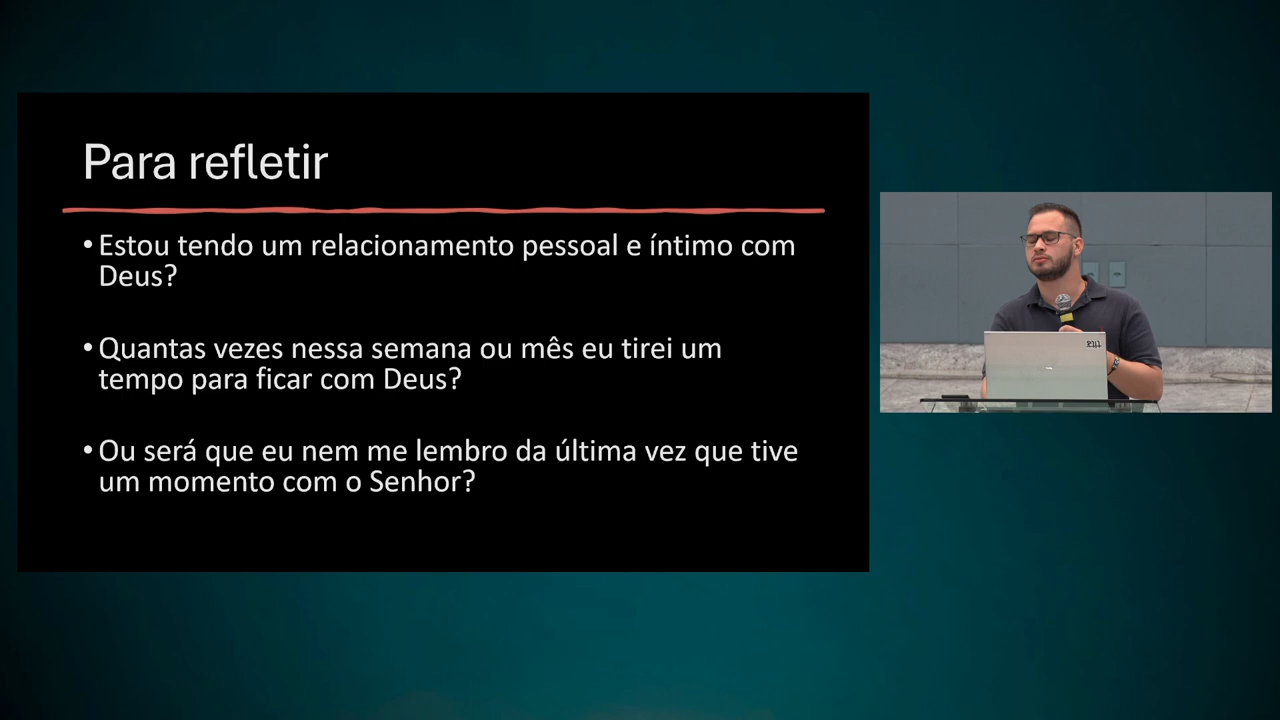 Para refletir
• Estou tendo um relacionamento pessoal e íntimo com
Deus?
• Quantas vezes nessa semana ou mês eu tirei um
tempo para ficar com Deus?
• Ou será que eu nem me lembro da última vez que tive
um momento com o Senhor?